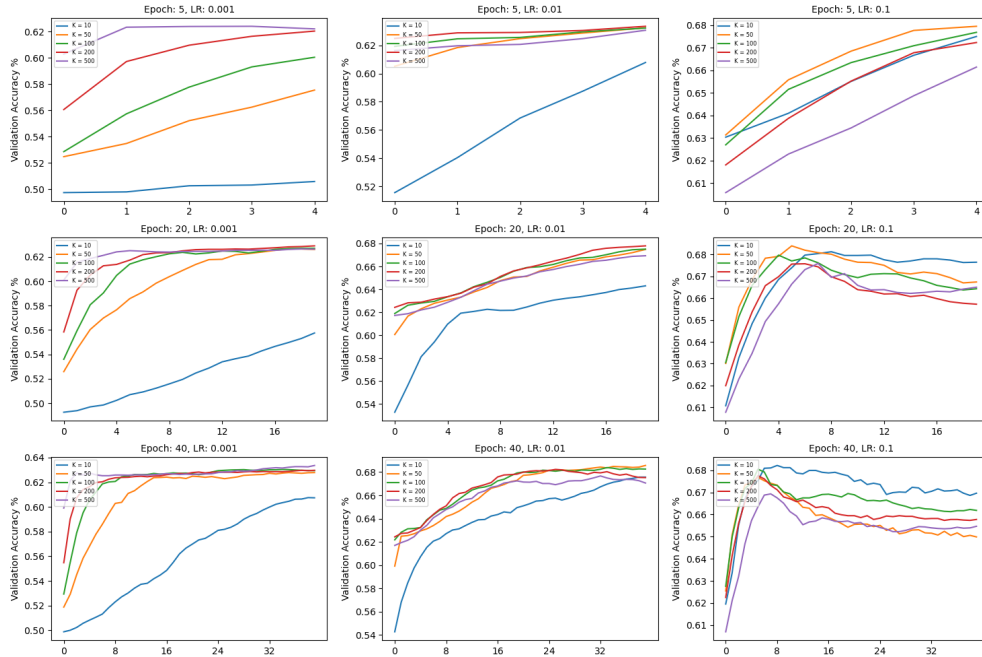 Epoch: 5, LR: 0.001
Validation Accuracy %
0.62
0.60
0.58
0.56
0.54
0.52
0.50
K = 10
K = 50
K = 100
K = 200
K = 500
0 1 2 3 4
Epoch: 5, LR: 0.01
Validation Accuracy %
0.62
0.60
0.58
0.56
0.54
0.52
K = 10
K = 50
K = 100
K = 200
K = 500
0 1 2 3 4
Epoch: 5, LR: 0.1
Validation Accuracy %
0.68
0.67
0.66
0.65
0.64
0.63
0.62
0.61
K = 10
K = 50
K = 100
K = 200
K = 500
0 1 2 3 4
Epoch: 20, LR: 0.001
Validation Accuracy %
0.62
0.60
0.58
0.56
0.54
0.52
0.50
K = 10
K = 50
K = 100
K = 200
K = 500
0 4 8 12 16
Epoch: 20, LR: 0.01
Validation Accuracy %
0.68
0.66
0.64
0.62
0.60
0.58
0.56
0.54
K = 10
K = 50
K = 100
K = 200
K = 500
0 4 8 12 16
Epoch: 20, LR: 0.1
Validation Accuracy %
0.68
0.67
0.66
0.65
0.64
0.63
0.62
0.61
K = 10
K = 50
K = 100
K = 200
K = 500
0 4 8 12 16
Epoch: 40, LR: 0.001
Validation Accuracy %
0.64
0.62
0.60
0.58
0.56
0.54
0.52
0.50
K = 10
K = 50
K = 100
K = 200
K = 500
0 8 16 24 32
Epoch: 40, LR: 0.01
Validation Accuracy %
0.68
0.66
0.64
0.62
0.60
0.58
0.56
0.54
K = 10
K = 50
K = 100
K = 200
K = 500
0 8 16 24 32
Epoch: 40, LR: 0.1
Validation Accuracy %
0.68
0.67
0.66
0.65
0.64
0.63
0.62
0.61
K = 10
K = 50
K = 100
K = 200
K = 500
0 8 16 24 32